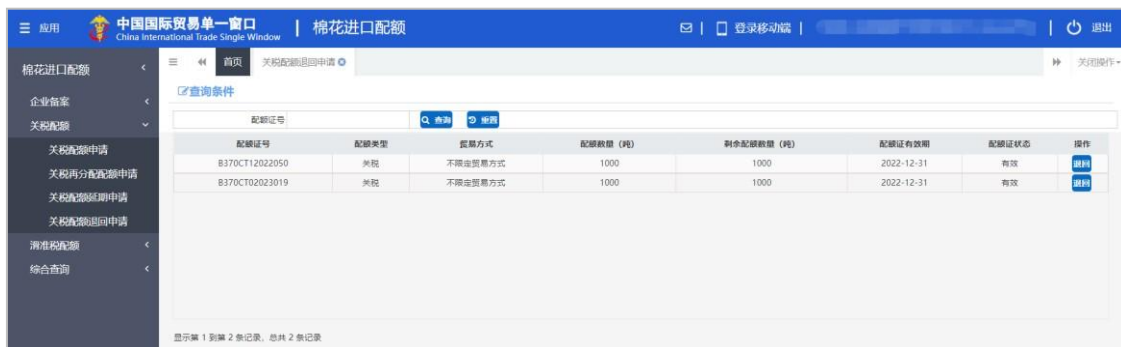 应用
中国国际贸易单一窗口
China International Trade Single Window
棉花进口配额
登录移动端
退出
棉花进口配额
企业备案
关税配额
关税配额申请
关税再分配配额申请
关税配额延期申请
关税配额退回申请
滑准税配额
综合查询
首页 关税配额退回申请
关闭操作
查询条件
配额证号
查询 重置
配额证号 配额类型 贸易方式 配额数量（吨） 剩余配额数量（吨） 配额证有效期 配额证状态 操作
B370CT12022050 关税 不限定贸易方式 1000 1000 2022-12-31 有效 退回
B370CT02023019 关税 不限定贸易方式 1000 1000 2022-12-31 有效 退回
显示第 1 到第 2 条记录，总共 2 条记录